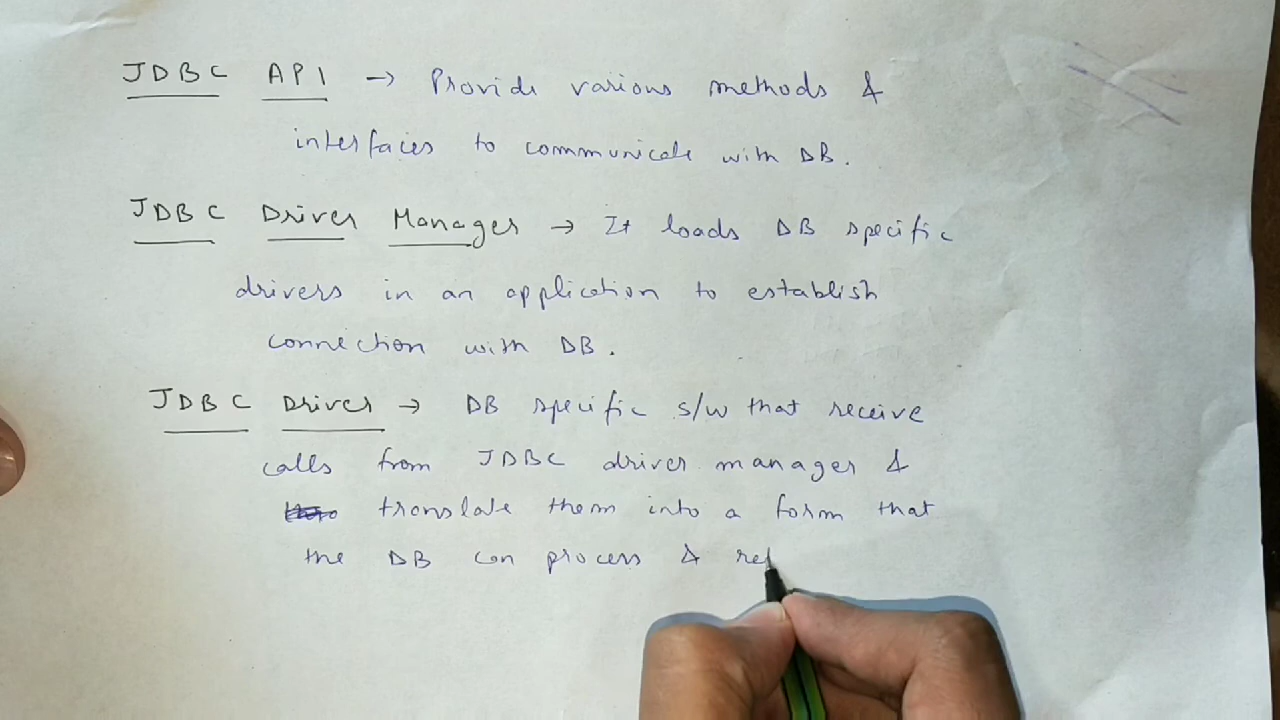 JDBC API → Provide various methods &
interfaces to communicate with DB.
JDBC Driver Manager → It loads DB specific
drivers in an application to establish
connection with DB.
JDBC Driver → DB specific s/w that receive
calls from JDBC driver manager &
translate them into a form that
the DB can process &